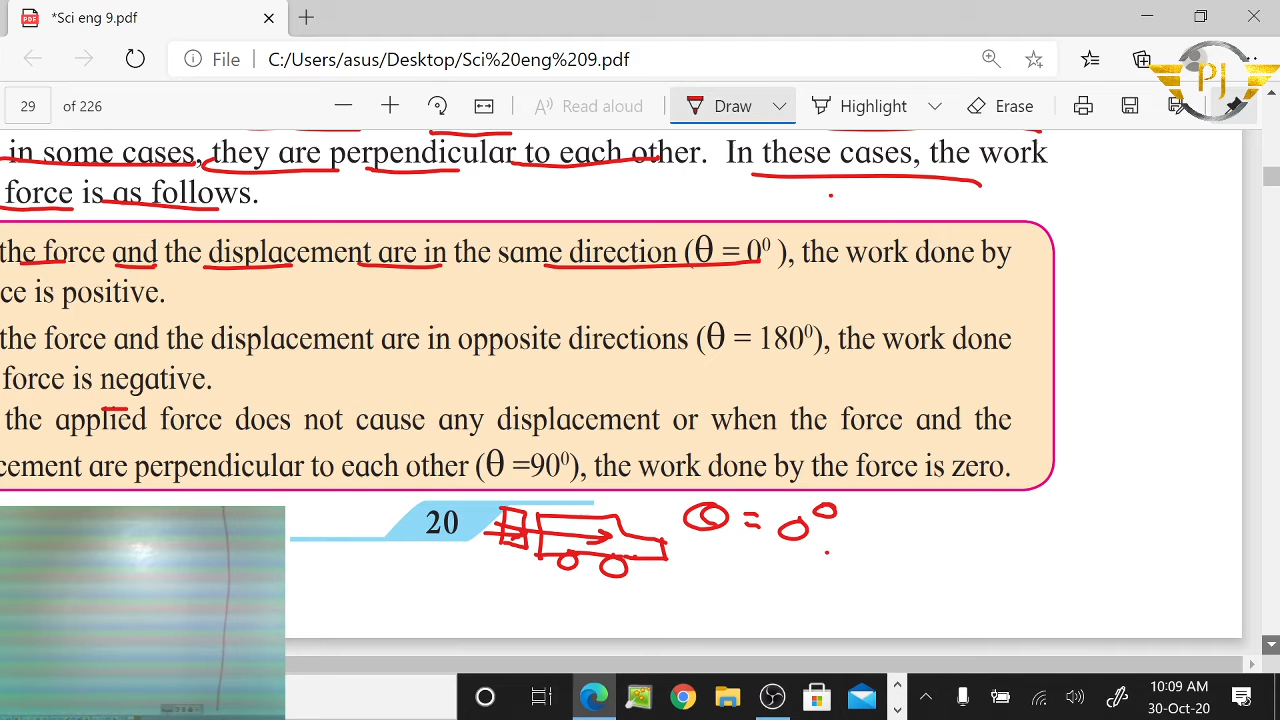 *Sci eng 9.pdf
File C:/Users/asus/Desktop/Sci%20eng%209.pdf
29 of 226 Read aloud Draw Highlight Erase
PJ
in some cases, they are perpendicular to each other. In these cases, the work
force is as follows.
the force and the displacement are in the same direction (θ = 0⁰ ), the work done by
ce is positive.
the force and the displacement are in opposite directions (θ = 180⁰), the work done
force is negative.
the applied force does not cause any displacement or when the force and the
cement are perpendicular to each other (θ =90⁰), the work done by the force is zero.
20
θ = 0⁰
10:09 AM
30-Oct-20